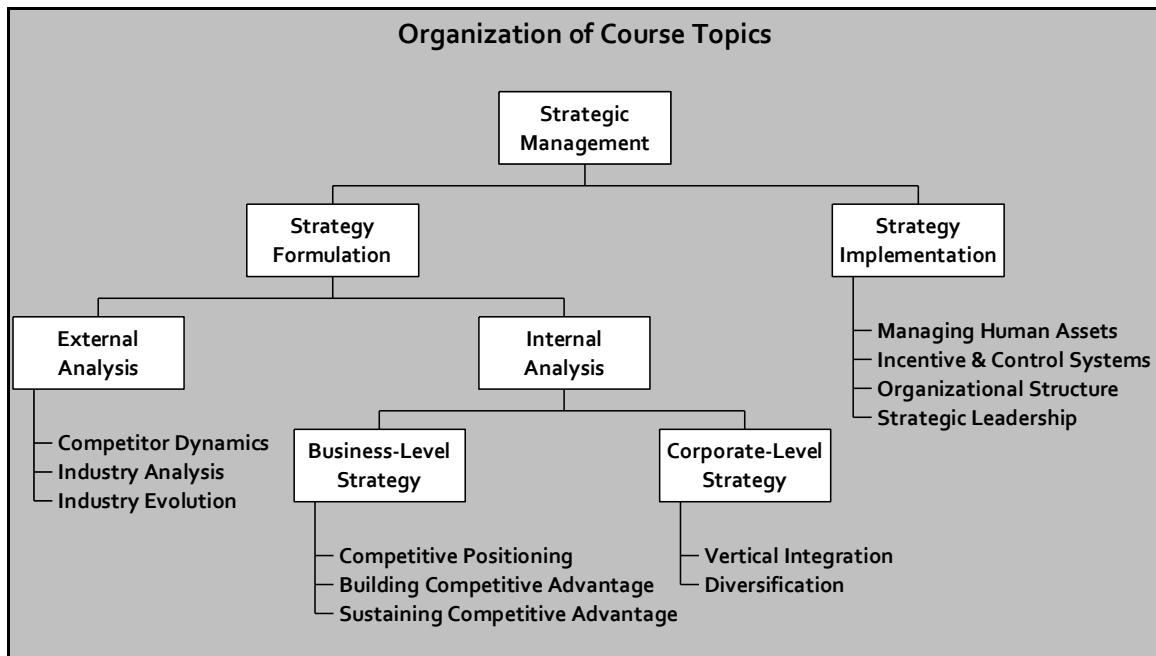 Organization of Course Topics
Strategic
Management
Strategy
Formulation
Strategy
Implementation
External
Analysis
Internal
Analysis
Managing Human Assets
Incentive & Control Systems
Organizational Structure
Strategic Leadership
Competitor Dynamics
Industry Analysis
Industry Evolution
Business-Level
Strategy
Corporate-Level
Strategy
Competitive Positioning
Building Competitive Advantage
Sustaining Competitive Advantage
Vertical Integration
Diversification